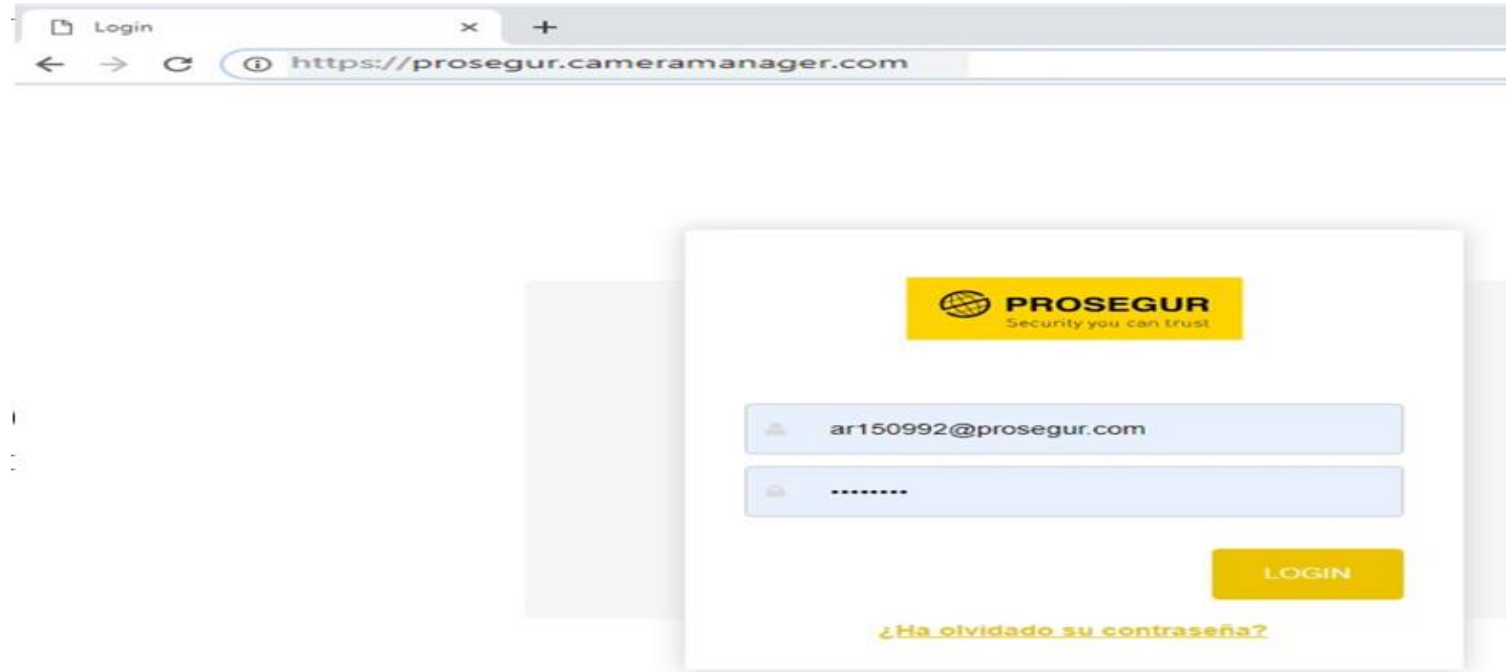 Login
https://prosegur.cameramanager.com
PROSEGUR
Security you can trust
ar150992@prosegur.com
••••••••
LOGIN
¿Ha olvidado su contraseña?